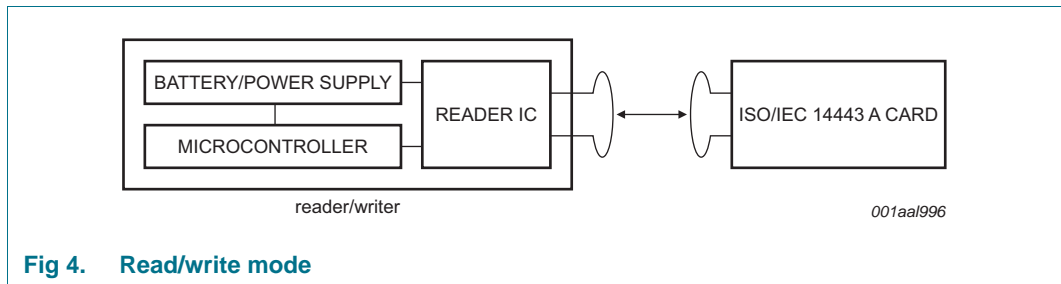 BATTERY/POWER SUPPLY
MICROCONTROLLER
READER IC
ISO/IEC 14443 A CARD
reader/writer
001aal996
Fig 4. Read/write mode